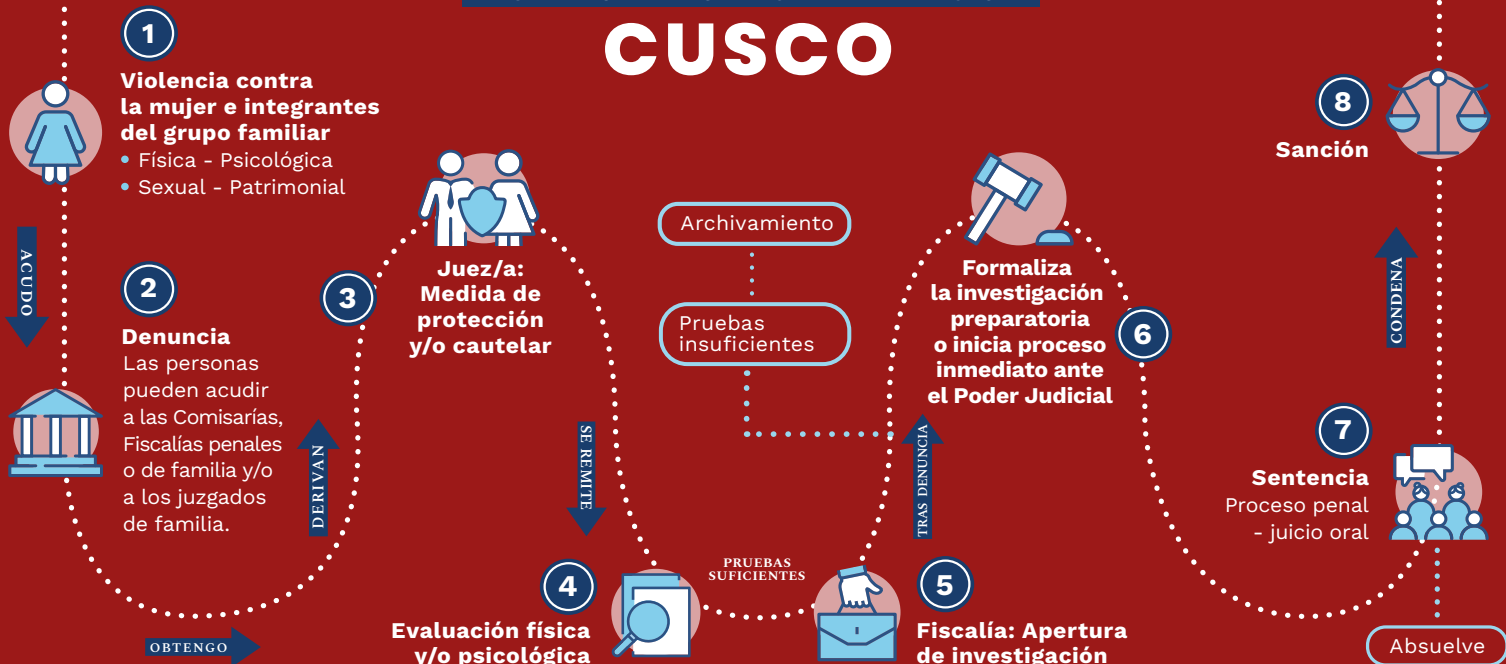 CUSCO
1
Violencia contra
la mujer e integrantes
del grupo familiar
• Física - Psicológica
• Sexual - Patrimonial
ACUDO
2
Denuncia
Las personas
pueden acudir
a las Comisarías,
Fiscalías penales
o de familia y/o
a los juzgados
de familia.
OBTENGO
DERIVAN
3
Juez/a:
Medida de
protección
y/o cautelar
SE REMITE
4
Evaluación física
y/o psicológica
PRUEBAS
SUFICIENTES
5
Fiscalía: Apertura
de investigación
Archivamiento
Pruebas
insuficientes
TRAS DENUNCIA
Formaliza
la investigación
preparatoria
o inicia proceso
inmediato ante
el Poder Judicial
6
7
Sentencia
Proceso penal
- juicio oral
Absuelve
CONDENA
8
Sanción